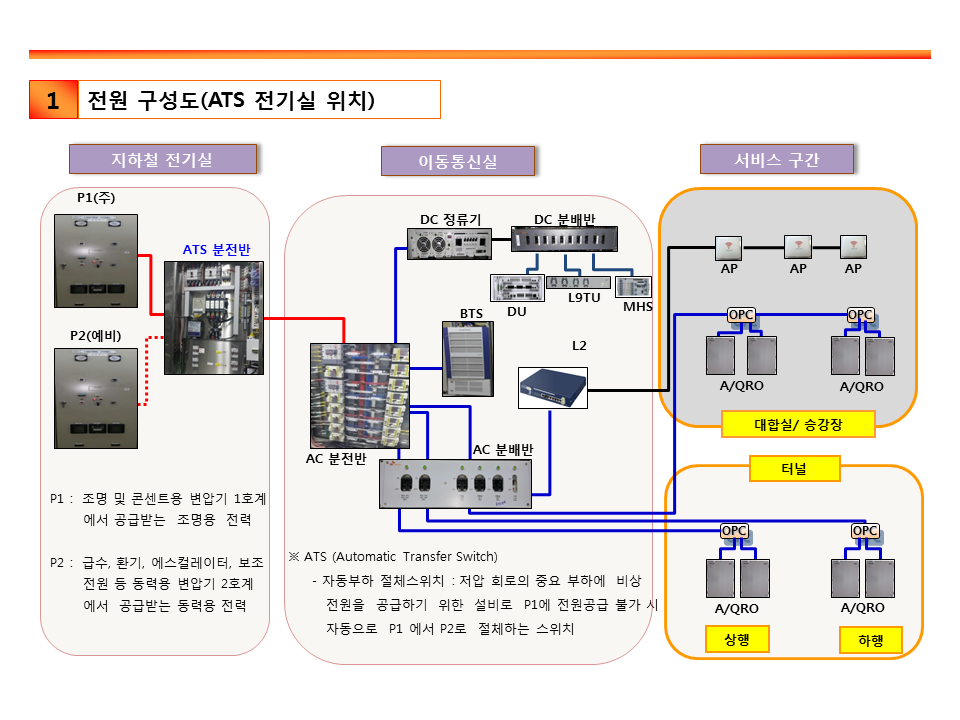 1
전원 구성도(ATS 전기실 위치)
지하철 전기실
이동통신실
서비스 구간
P1(주)
ATS 분전반
P2(예비)
P1 : 조명 및 콘센트용 변압기 1호계
에서 공급받는 조명용 전력
P2 : 급수, 환기, 에스컬레이터, 보조
전원 등 동력용 변압기 2호계
에서 공급받는 동력용 전력
DC 정류기
DC 분배반
DU
L9TU
MHS
BTS
L2
AC 분전반
AC 분배반
※ ATS (Automatic Transfer Switch)
- 자동부하 절체스위치 : 저압 회로의 중요 부하에 비상
전원을 공급하기 위한 설비로 P1에 전원공급 불가 시
자동으로 P1 에서 P2로 절체하는 스위치
AP
AP
AP
OPC
OPC
A/QRO
A/QRO
대합실/ 승강장
터널
OPC
OPC
A/QRO
A/QRO
상행
하행